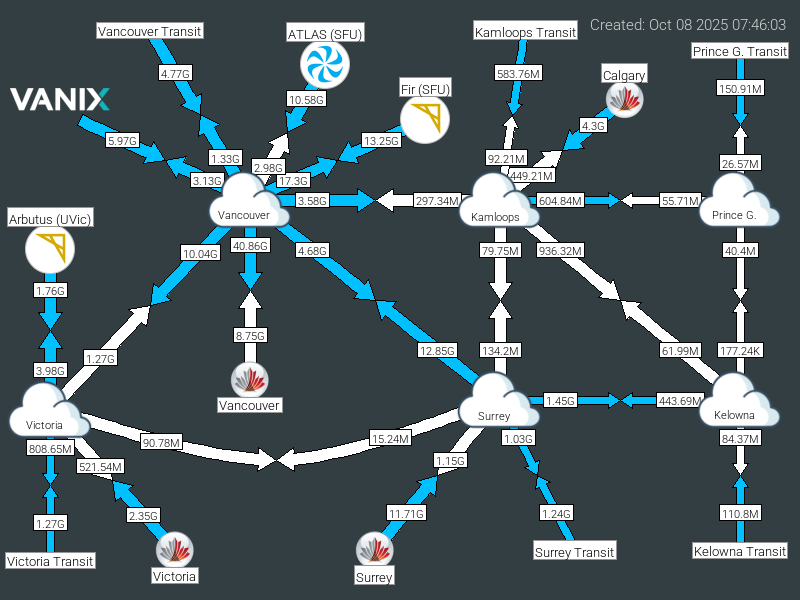 Created: Oct 08 2025 07:46:03
Vancouver Transit
ATLAS (SFU)
Kamloops Transit
Prince G. Transit
4.77G
583.76M
Calgary
150.91M
Fir (SFU)
VANIX
10.58G
5.97G
13.25G
4.3G
1.33G
2.98G
92.21M
26.57M
3.13G
17.3G
449.21M
3.58G
297.34M
604.84M
55.71M
Vancouver
Kamloops
Prince G.
Arbutus (UVic)
10.04G
40.86G
4.68G
79.75M
936.32M
40.4M
1.76G
8.75G
1.27G
12.85G
134.2M
61.99M
177.24K
3.98G
Vancouver
1.45G
443.69M
Victoria
Surrey
Kelowna
90.78M
15.24M
1.03G
84.37M
808.65M
521.54M
1.15G
2.35G
11.71G
1.24G
110.8M
1.27G
Victoria Transit
Victoria
Surrey
Surrey Transit
Kelowna Transit